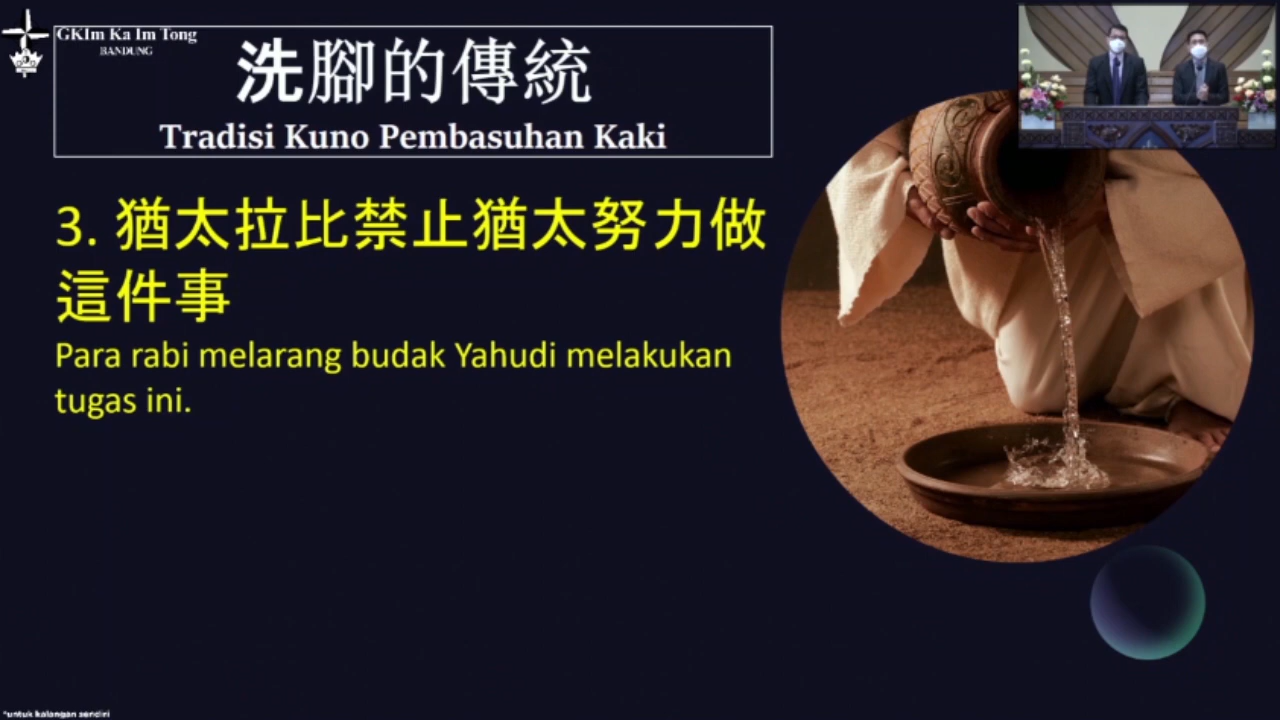 GKIm Ka Im Tong
BANDUNG
洗腳的傳統
Tradisi Kuno Pembasuhan Kaki
3. 猶太拉比禁止猶太努力做
這件事
Para rabi melarang budak Yahudi melakukan
tugas ini.
*untuk kalangan sendiri